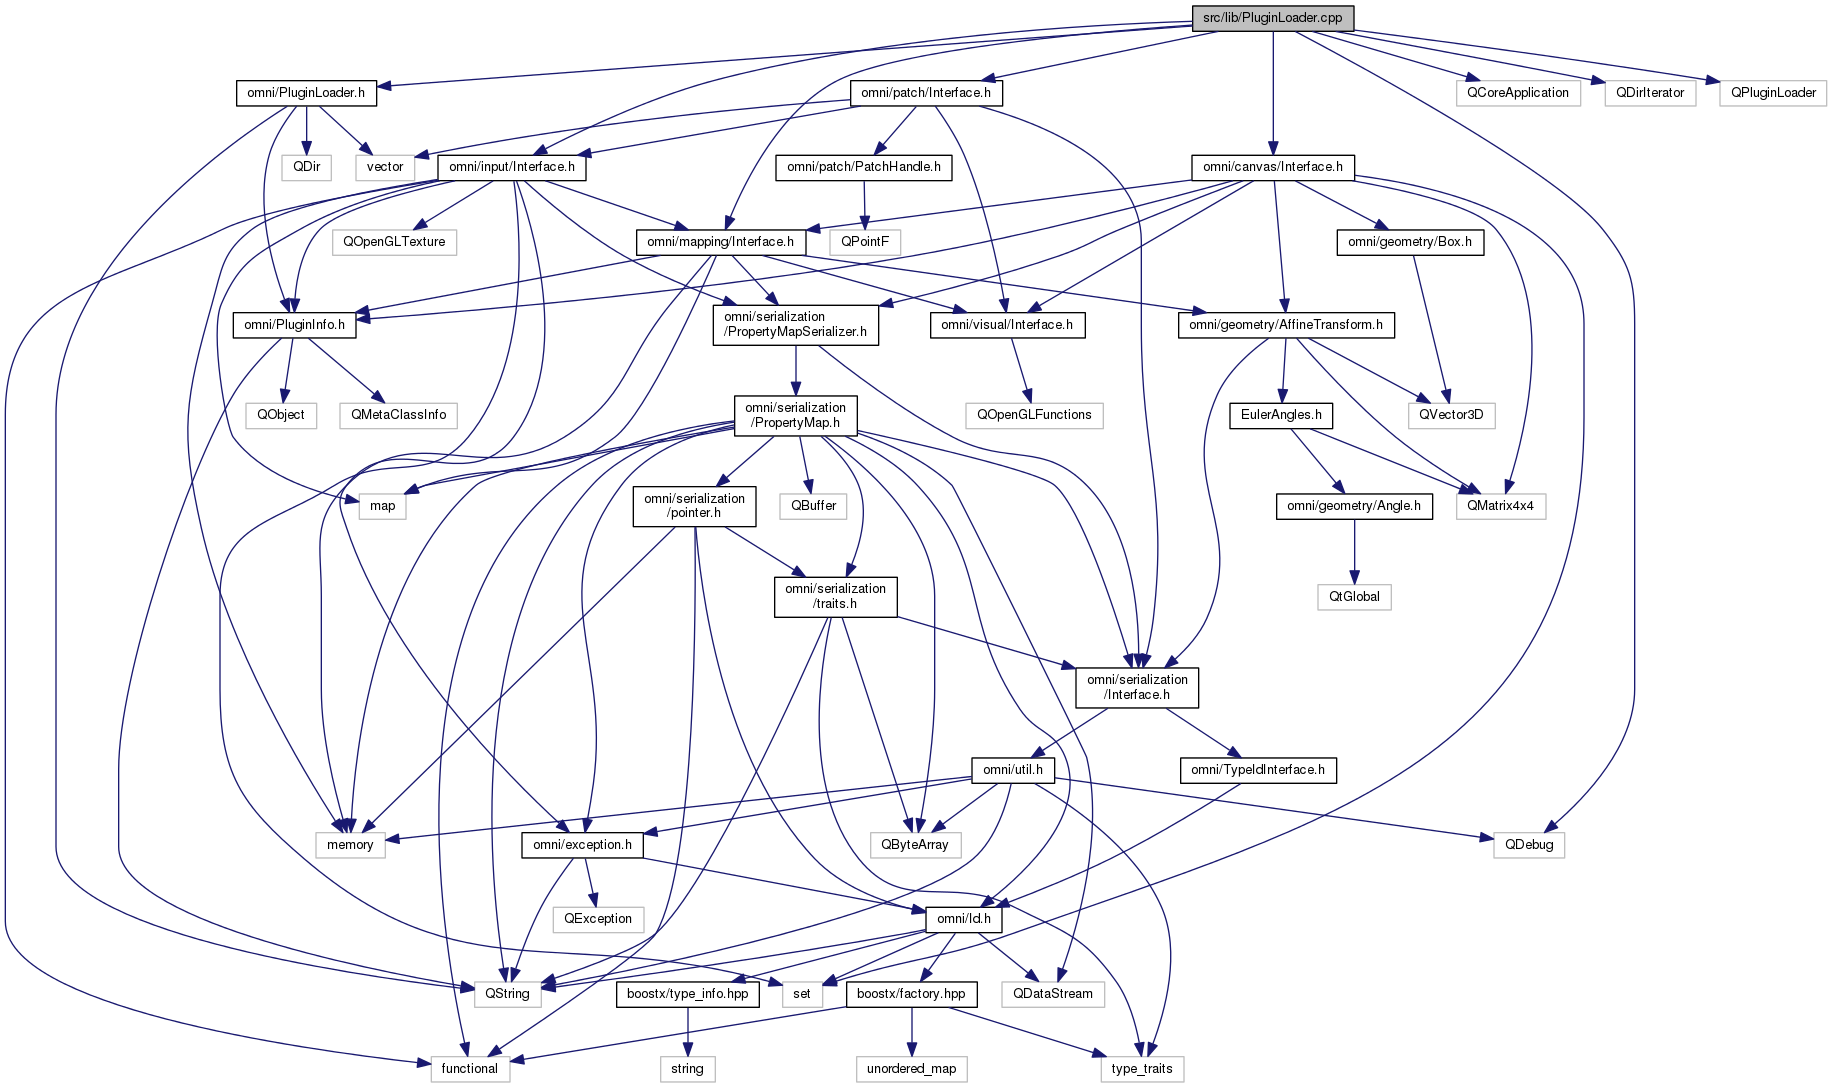 src/lib/PluginLoader.cpp
omni/PluginLoader.h
omni/patch/Interface.h
QCoreApplication
QDirIterator
QPluginLoader
QDir
vector
omni/input/Interface.h
omni/patch/PatchHandle.h
omni/canvas/Interface.h
QOpenGLTexture
omni/mapping/Interface.h
QPointF
omni/geometry/Box.h
omni/PluginInfo.h
omni/serialization
/PropertyMapSerializer.h
omni/visual/Interface.h
omni/geometry/AffineTransform.h
QObject
QMetaClassInfo
omni/serialization
/PropertyMap.h
QOpenGLFunctions
EulerAngles.h
QVector3D
map
omni/serialization
/pointer.h
QBuffer
omni/geometry/Angle.h
QMatrix4x4
omni/serialization
/traits.h
QtGlobal
omni/serialization
/Interface.h
omni/util.h
omni/TypeIdInterface.h
memory
omni/exception.h
QByteArray
QDebug
QException
omni/Id.h
QString
boostx/type_info.hpp
set
boostx/factory.hpp
QDataStream
functional
string
unordered_map
type_traits